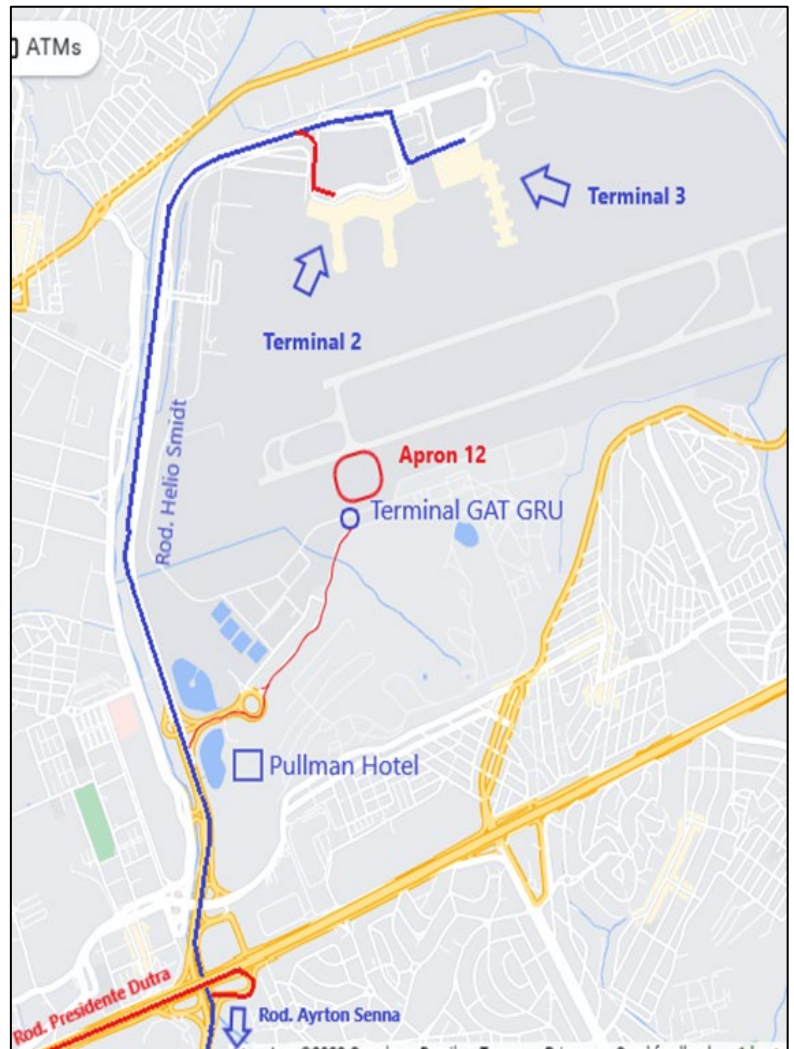 ATMs
Terminal 3
Terminal 2
Rod. Helio Smidt
Apron 12
Terminal GAT GRU
Pullman Hotel
Rod. Presidente Dutra
Rod. Ayrton Senna